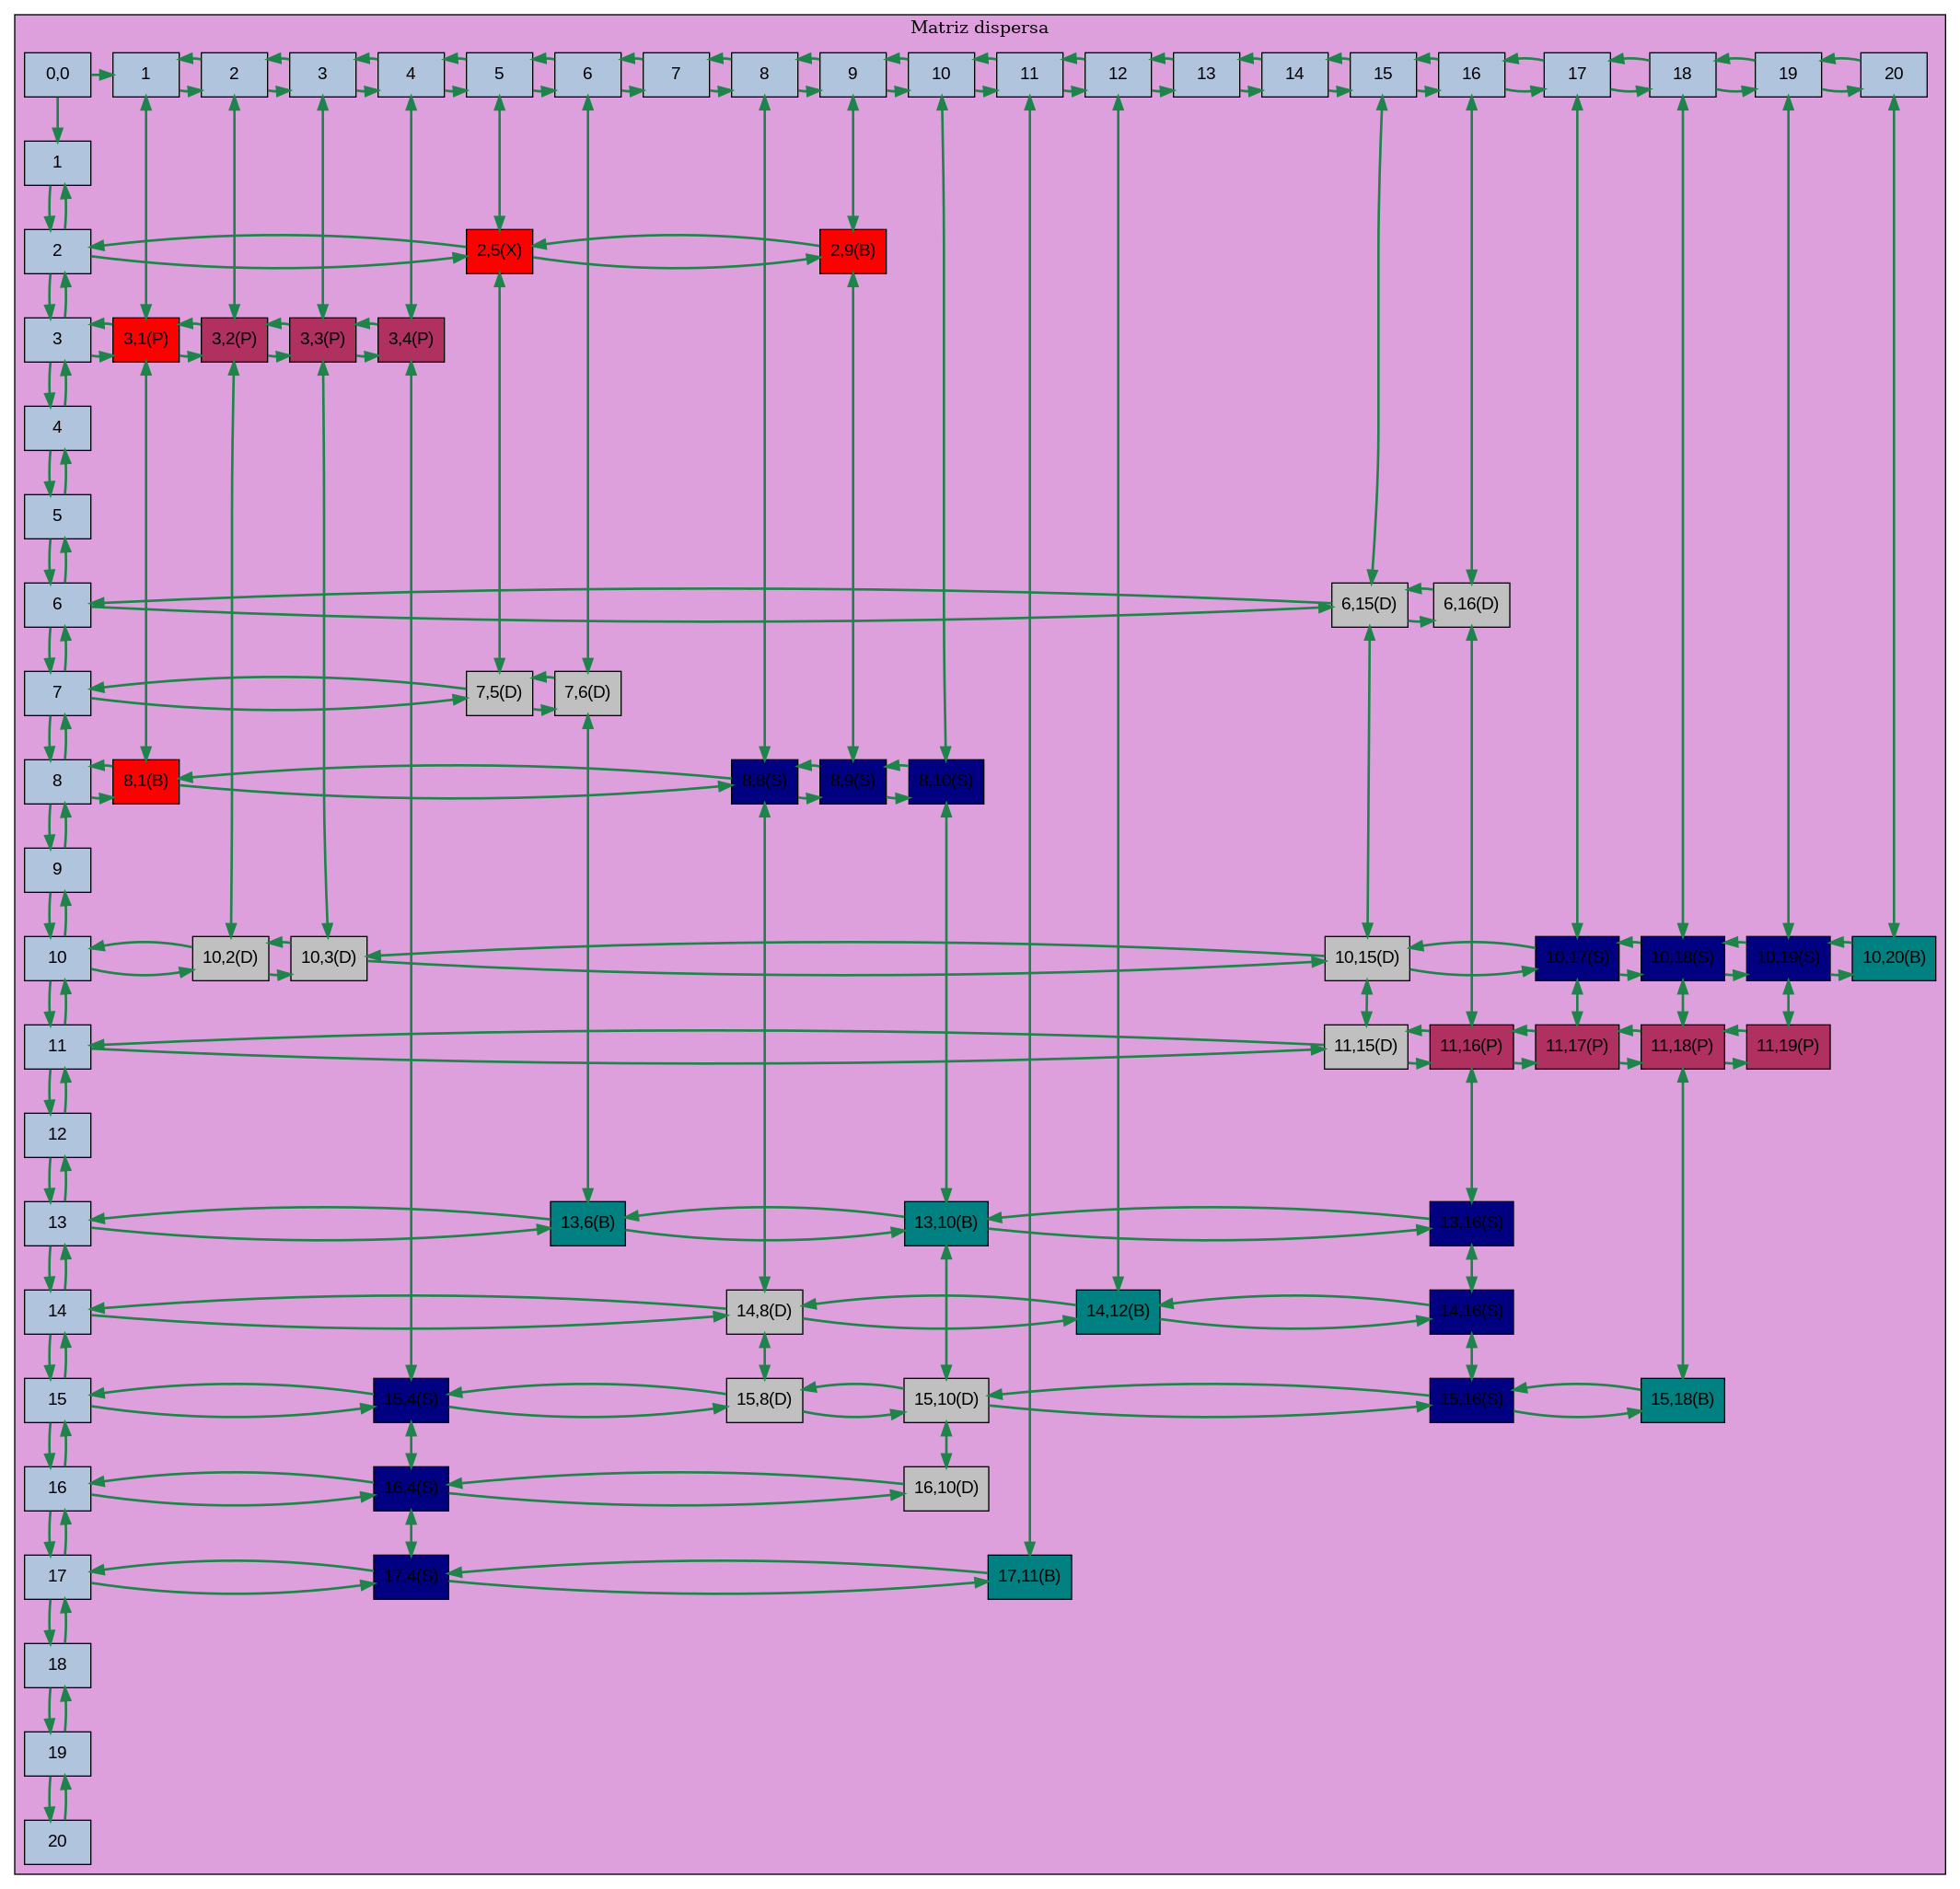 Matriz dispersa
0,0 1 2 3 4 5 6 7 8 9 10 11 12 13 14 15 16 17 18 19 20
1
2 2,5(X) 2,9(B)
3 3,1(P) 3,2(P) 3,3(P) 3,4(P)
4
5
6 6,15(D) 6,16(D)
7 7,5(D) 7,6(D)
8 8,1(B) 8,8(S) 8,9(S) 8,10(S)
9
10 10,2(D) 10,3(D) 10,15(D) 10,17(S) 10,18(S) 10,19(S) 10,20(B)
11 11,15(D) 11,16(P) 11,17(P) 11,18(P) 11,19(P)
12
13 13,6(B) 13,10(B) 13,16(S)
14 14,8(D) 14,12(B) 14,16(S)
15 15,4(S) 15,8(D) 15,10(D) 15,16(S) 15,18(B)
16 16,4(S) 16,10(D)
17 17,4(S) 17,11(B)
18
19
20